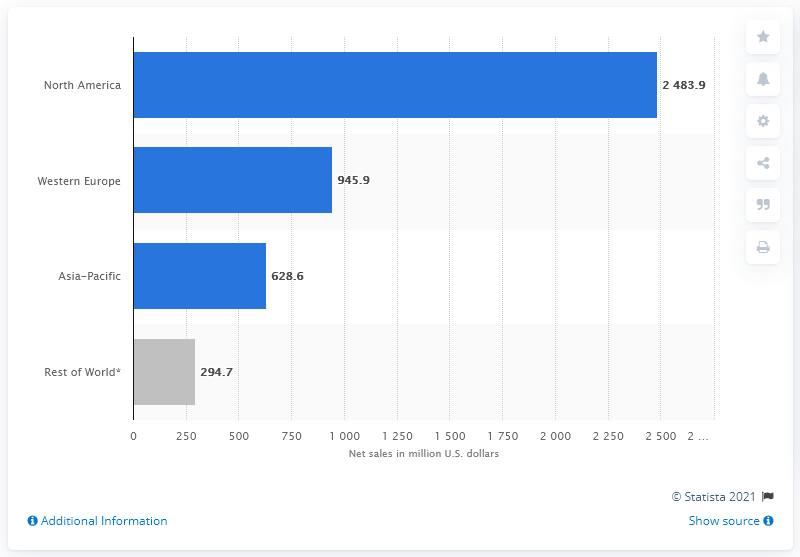 North America
2 483.9
Western Europe
945.9
Asia-Pacific
628.6
Rest of World*
294.7
0 250 500 750 1 000 1 250 1 500 1 750 2 000 2 250 2 500 2 ...
Net sales in million U.S. dollars
© Statista 2021
Additional Information
Show source